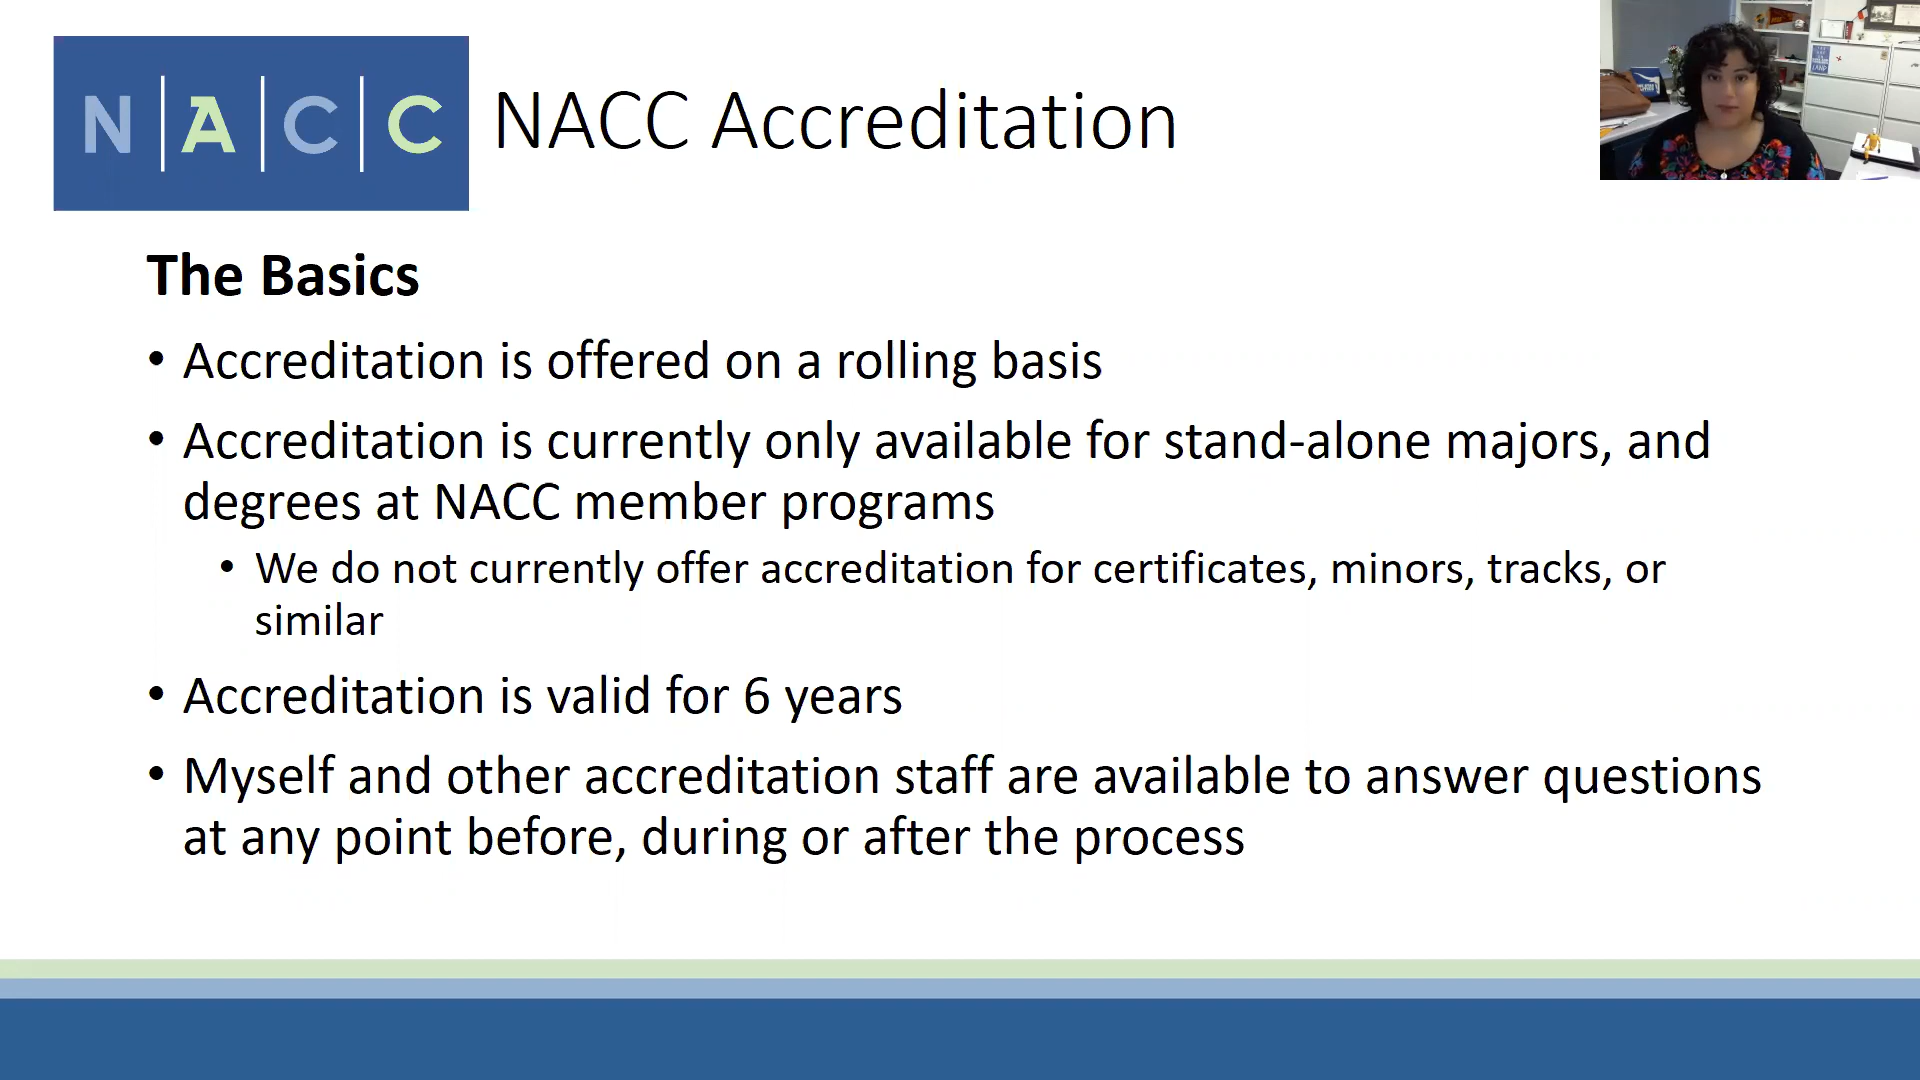 N A C C
NACC Accreditation
The Basics
• Accreditation is offered on a rolling basis
• Accreditation is currently only available for stand-alone majors, and
degrees at NACC member programs
• We do not currently offer accreditation for certificates, minors, tracks, or
similar
• Accreditation is valid for 6 years
• Myself and other accreditation staff are available to answer questions
at any point before, during or after the process